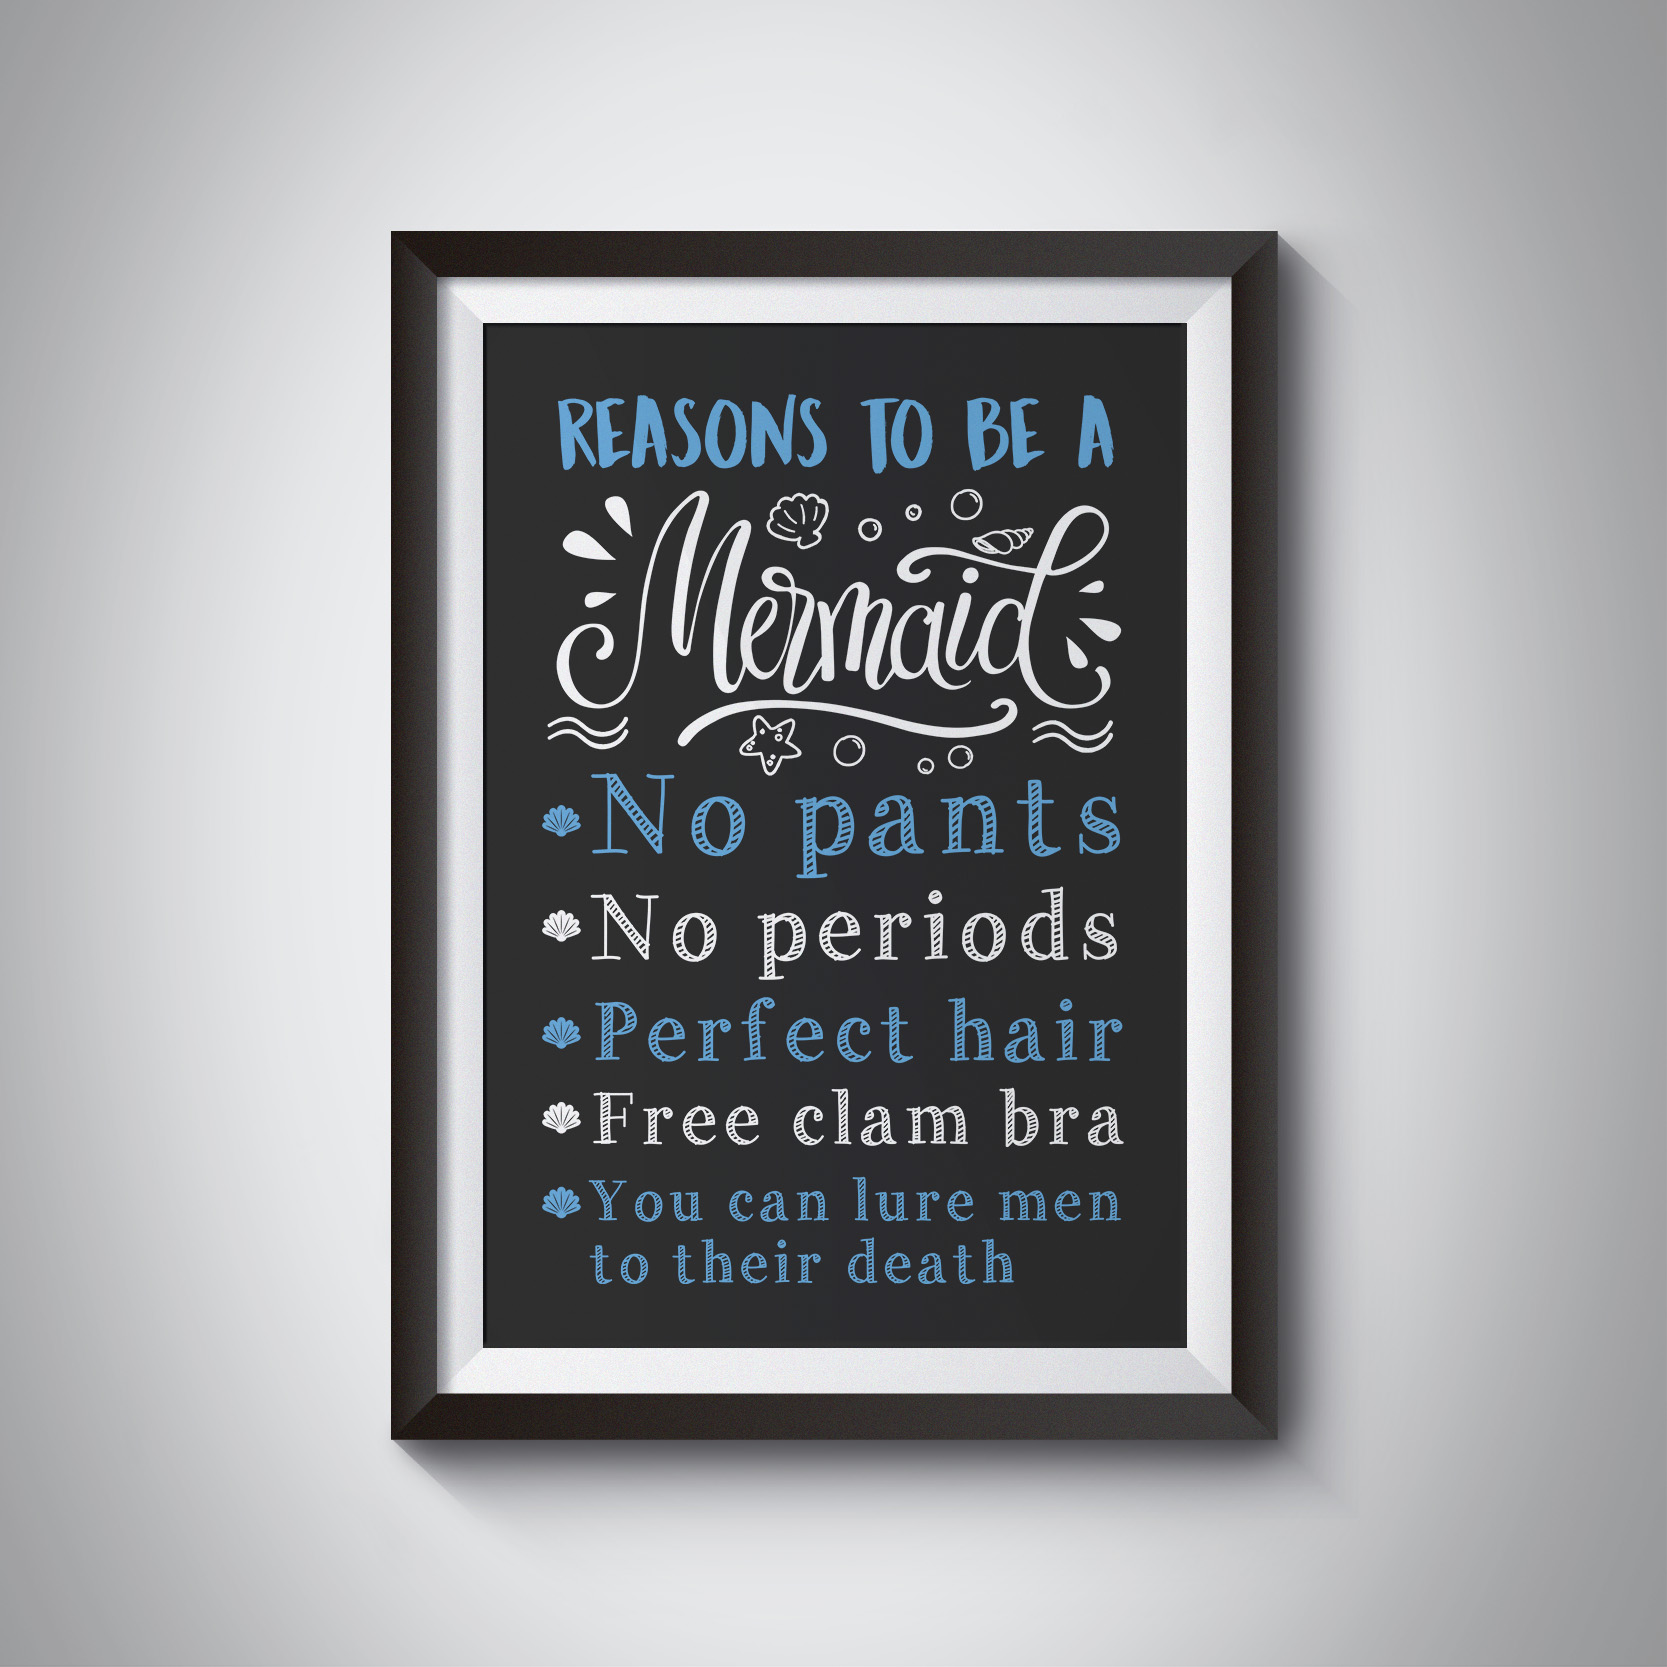 REASONS TO BE A
Mermaid
No pants
No periods
Perfect hair
Free clam bra
You can lure men
to their death